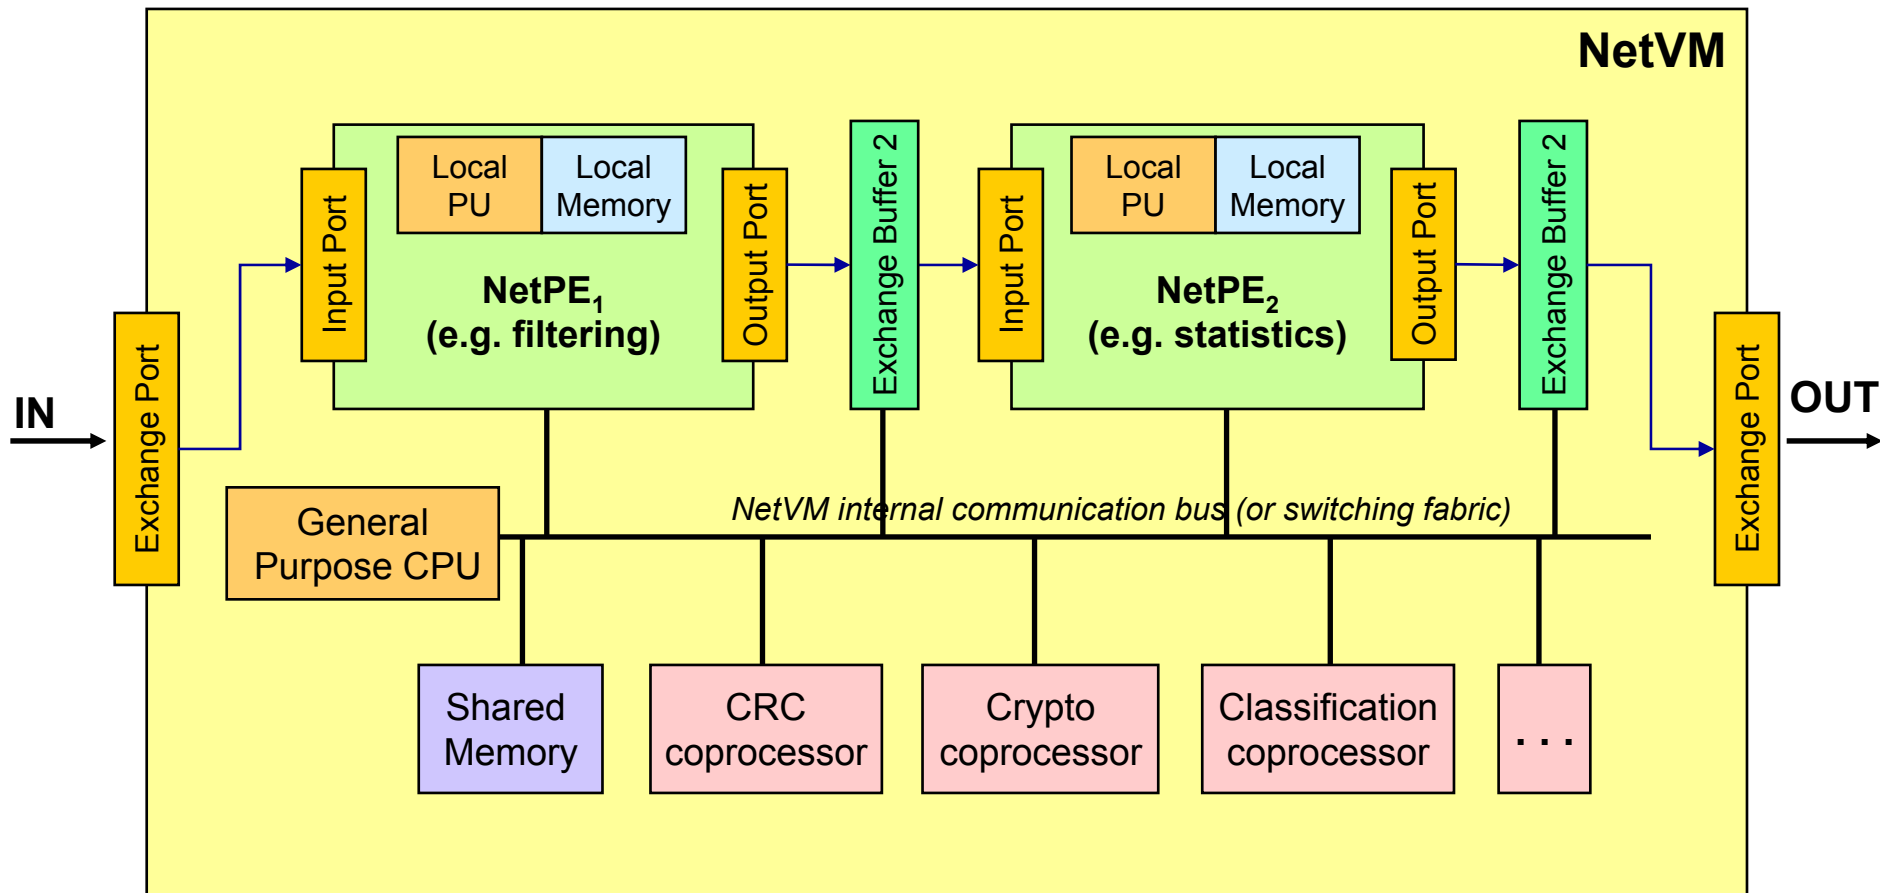 NetVM
IN
Exchange Port
Input Port
Local
PU
Local
Memory
NetPE1
(e.g. filtering)
Output Port
Exchange Buffer 2
Input Port
Local
PU
Local
Memory
NetPE2
(e.g. statistics)
Output Port
Exchange Buffer 2
Exchange Port
OUT
NetVM internal communication bus (or switching fabric)
General
Purpose CPU
Shared
Memory
CRC
coprocessor
Crypto
coprocessor
Classification
coprocessor
. . .